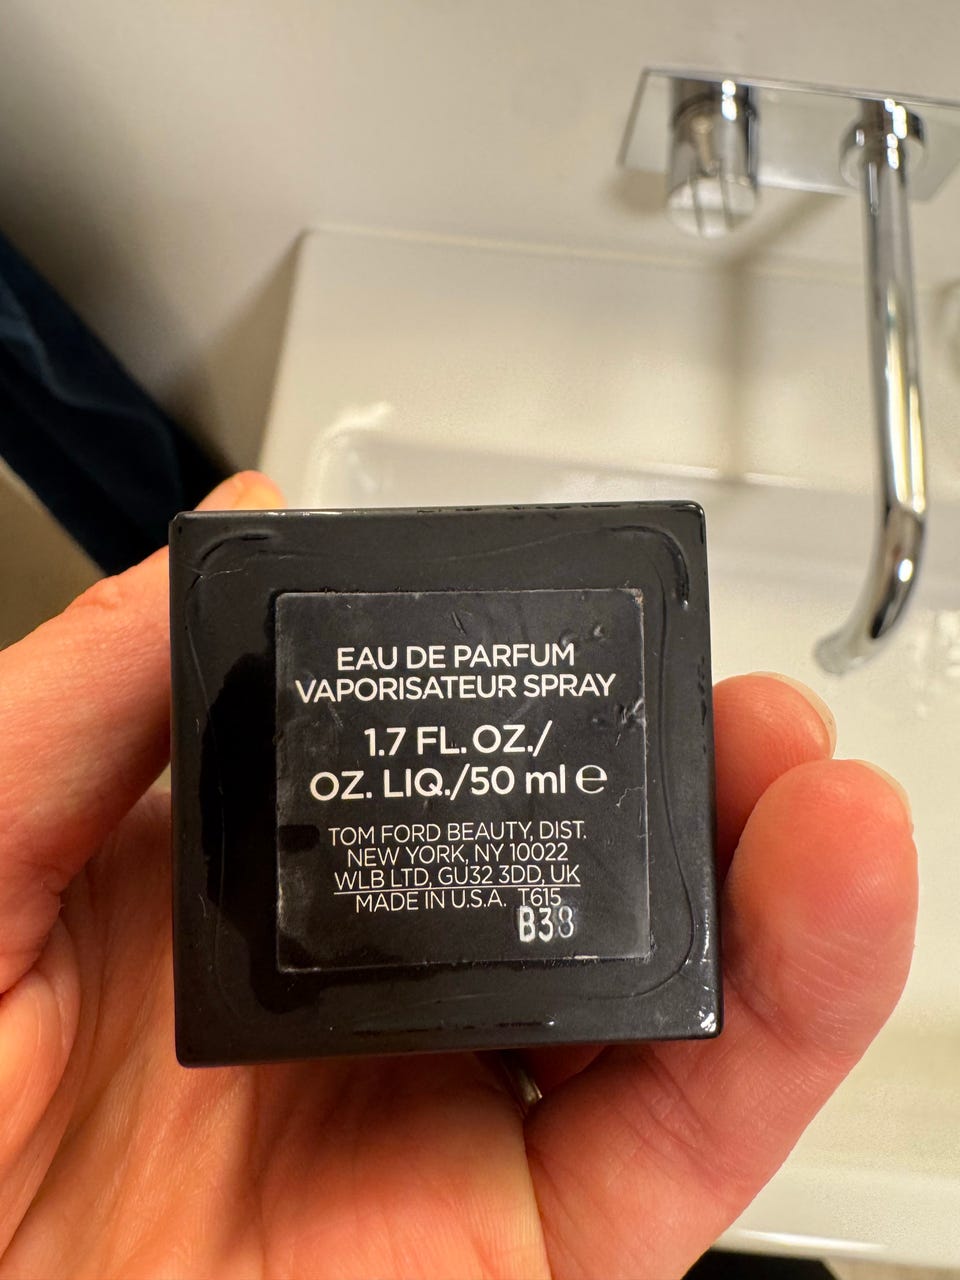 EAU DE PARFUM
VAPORISATEUR SPRAY
1.7 FL. OZ./
OZ. LIQ./50 ml ℮
TOM FORD BEAUTY, DIST.
NEW YORK, NY 10022
WLB LTD, GU32 3DD, UK
MADE IN U.S.A. T615
B38